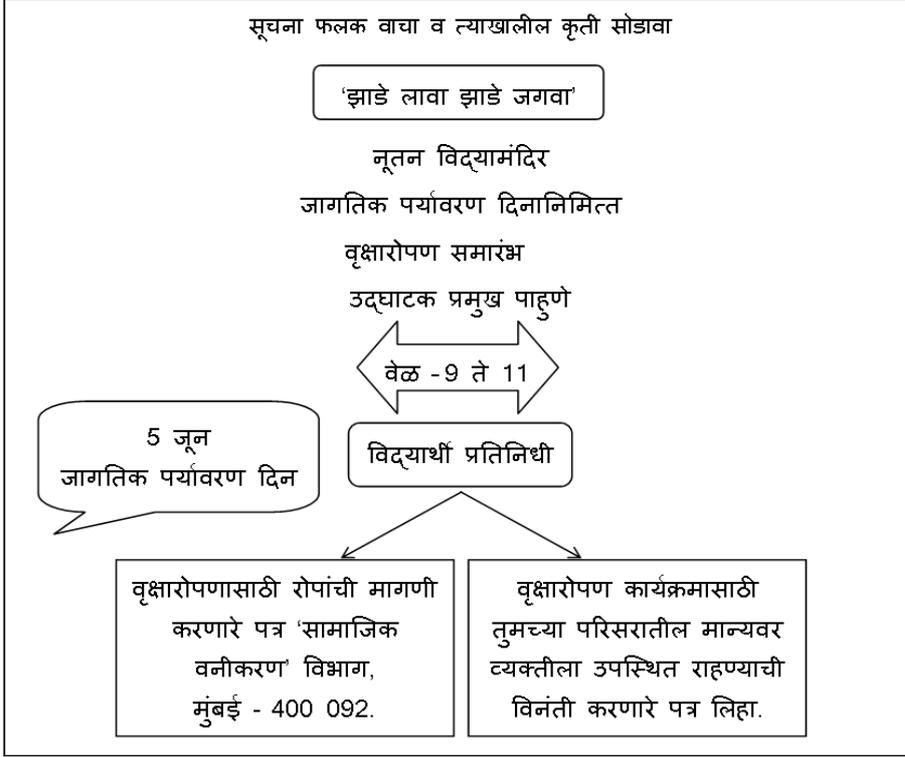 सूचना फलक वाचा व त्याखालील कृती सोडावा
‘झाडे लावा झाडे जगवा’
नूतन विद्यामंदिर
जागतिक पर्यावरण दिनानिमित्त
वृक्षारोपण समारंभ
उद्घाटक प्रमुख पाहुणे
वेळ - 9 ते 11
5 जून
जागतिक पर्यावरण दिन
विद्यार्थी प्रतिनिधी
वृक्षारोपणासाठी रोपांची मागणी
करणारे पत्र ‘सामाजिक
वनीकरण’ विभाग,
मुंबई - 400 092.
वृक्षारोपण कार्यक्रमासाठी
तुमच्या परिसरातील मान्यवर
व्यक्तीला उपस्थित राहण्याची
विनंती करणारे पत्र लिहा.